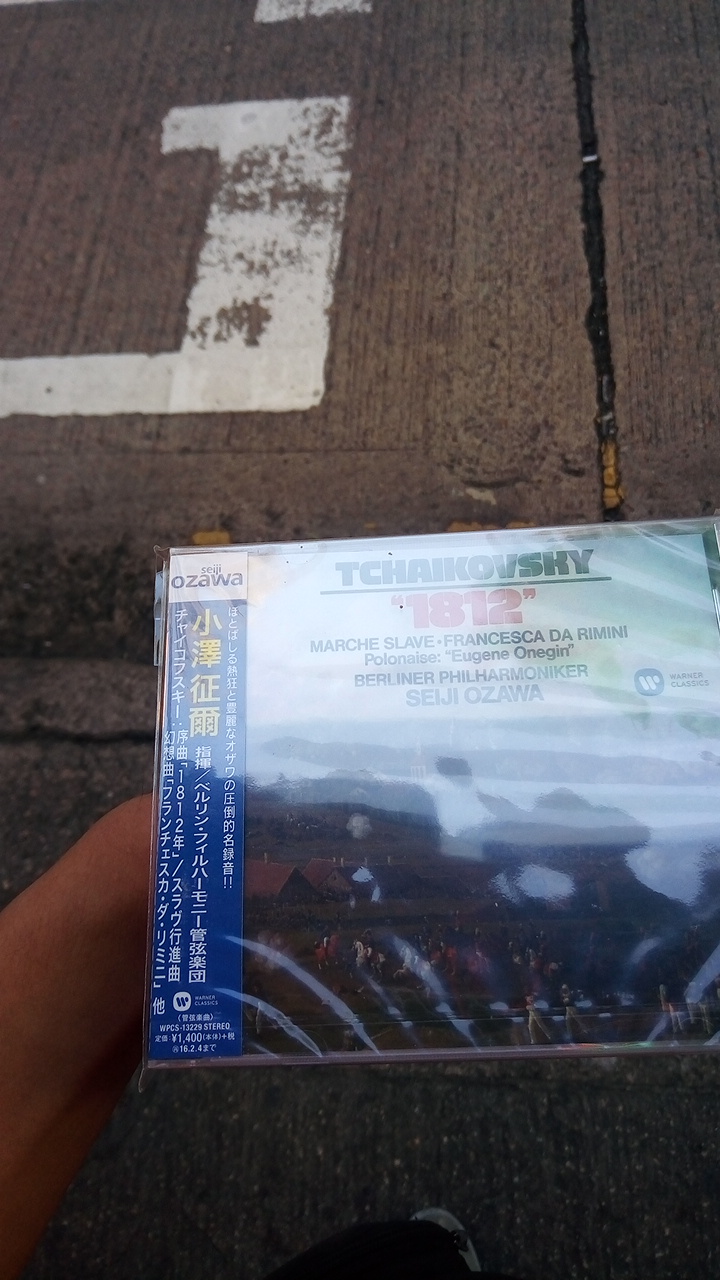 TCHAIKOVSKY
"1812"
MARCHE SLAVE • FRANCESCA DA RIMINI
Polonaise: "Eugene Onegin"
BERLINER PHILHARMONIKER
SEIJI OZAWA
WARNER
CLASSICS
seiji
ozawa
ほとばしる熱狂と豊麗なオザワの圧倒的名録音!!
小澤征爾 指揮/ベルリン・フィルハーモニー管弦楽団
チャイコフスキー:序曲「1812年」/スラヴ行進曲
幻想曲「フランチェスカ・ダ・リミニ」他
WARNER
CLASSICS
〈管弦楽曲〉
WPCS-13229 STEREO
定価:¥1,400(本体)+税
16.2.4まで